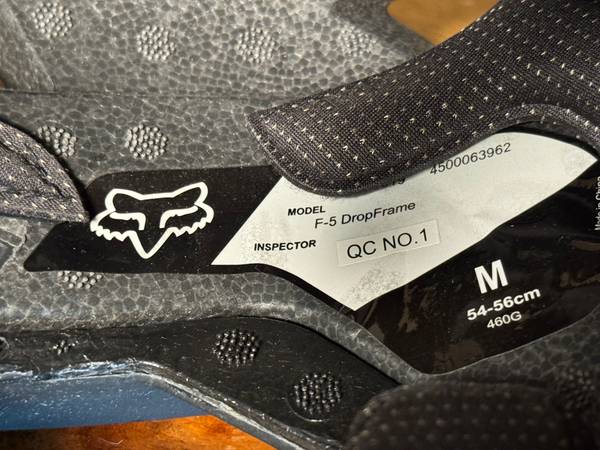 4500063962
MODEL F-5 DropFrame
INSPECTOR QC NO.1
M
54-56cm
460G
Made in China